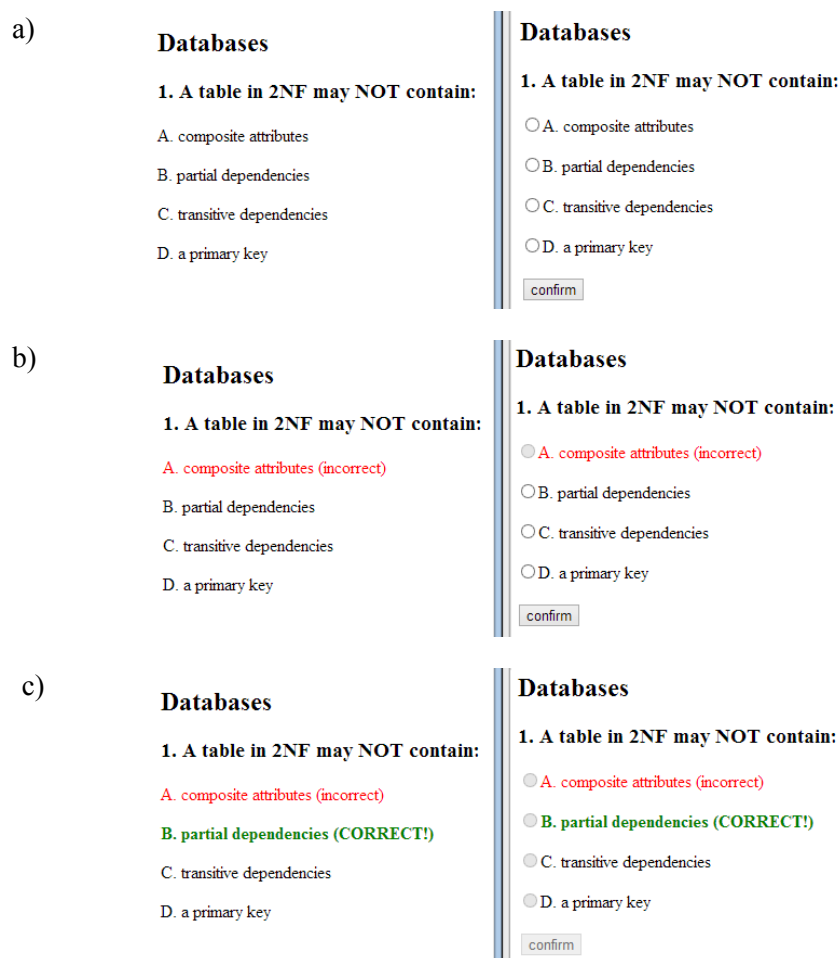 a)
Databases
1. A table in 2NF may NOT contain:
A. composite attributes
B. partial dependencies
C. transitive dependencies
D. a primary key
Databases
1. A table in 2NF may NOT contain:
A. composite attributes
B. partial dependencies
C. transitive dependencies
D. a primary key
confirm
b)
Databases
1. A table in 2NF may NOT contain:
A. composite attributes (incorrect)
B. partial dependencies
C. transitive dependencies
D. a primary key
Databases
1. A table in 2NF may NOT contain:
A. composite attributes (incorrect)
B. partial dependencies
C. transitive dependencies
D. a primary key
confirm
c)
Databases
1. A table in 2NF may NOT contain:
A. composite attributes (incorrect)
B. partial dependencies (CORRECT!)
C. transitive dependencies
D. a primary key
Databases
1. A table in 2NF may NOT contain:
A. composite attributes (incorrect)
B. partial dependencies (CORRECT!)
C. transitive dependencies
D. a primary key
confirm